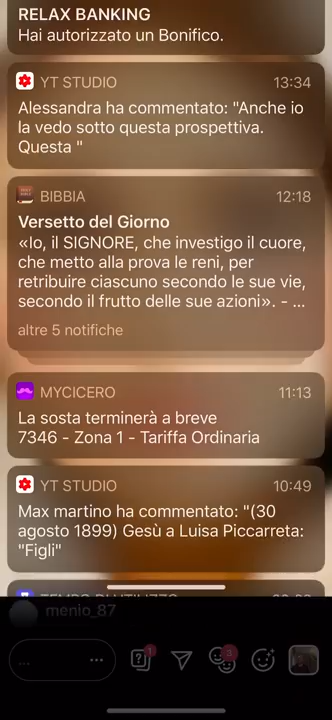 RELAX BANKING
Hai autorizzato un Bonifico.
YT STUDIO 13:34
Alessandra ha commentato: "Anche io
la vedo sotto questa prospettiva.
Questa "
BIBBIA 12:18
Versetto del Giorno
«Io, il SIGNORE, che investigo il cuore,
che metto alla prova le reni, per
retribuire ciascuno secondo le sue vie,
secondo il frutto delle sue azioni». - ...
altre 5 notifiche
MYCICERO 11:13
La sosta terminerà a breve
7346 - Zona 1 - Tariffa Ordinaria
YT STUDIO 10:49
Max martino ha commentato: "(30
agosto 1899) Gesù a Luisa Piccarreta:
"Figli"
menio_87
... ...
? 1 3